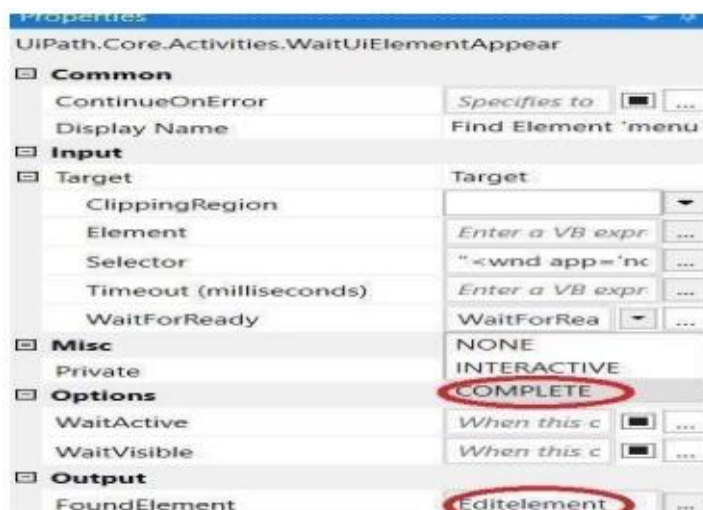 Properties
UiPath.Core.Activities.WaitUiElementAppear
Common
ContinueOnError Specifies to ...
Display Name Find Element 'menu
Input
Target Target
ClippingRegion
Element Enter a VB expr ...
Selector "<wnd app='nc ...
Timeout (milliseconds) Enter a VB expr ...
WaitForReady WaitForRea ...
Misc NONE
Private INTERACTIVE
Options COMPLETE
WaitActive When this c ...
WaitVisible When this c ...
Output
FoundElement Editelement ...